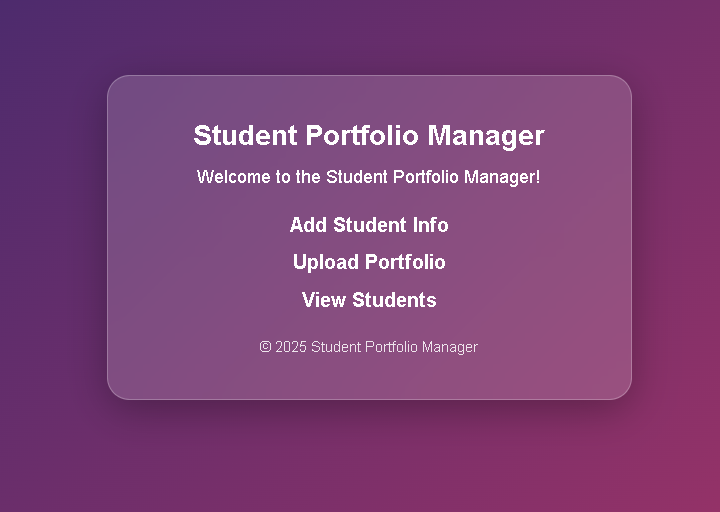 Student Portfolio Manager
Welcome to the Student Portfolio Manager!
Add Student Info
Upload Portfolio
View Students
© 2025 Student Portfolio Manager